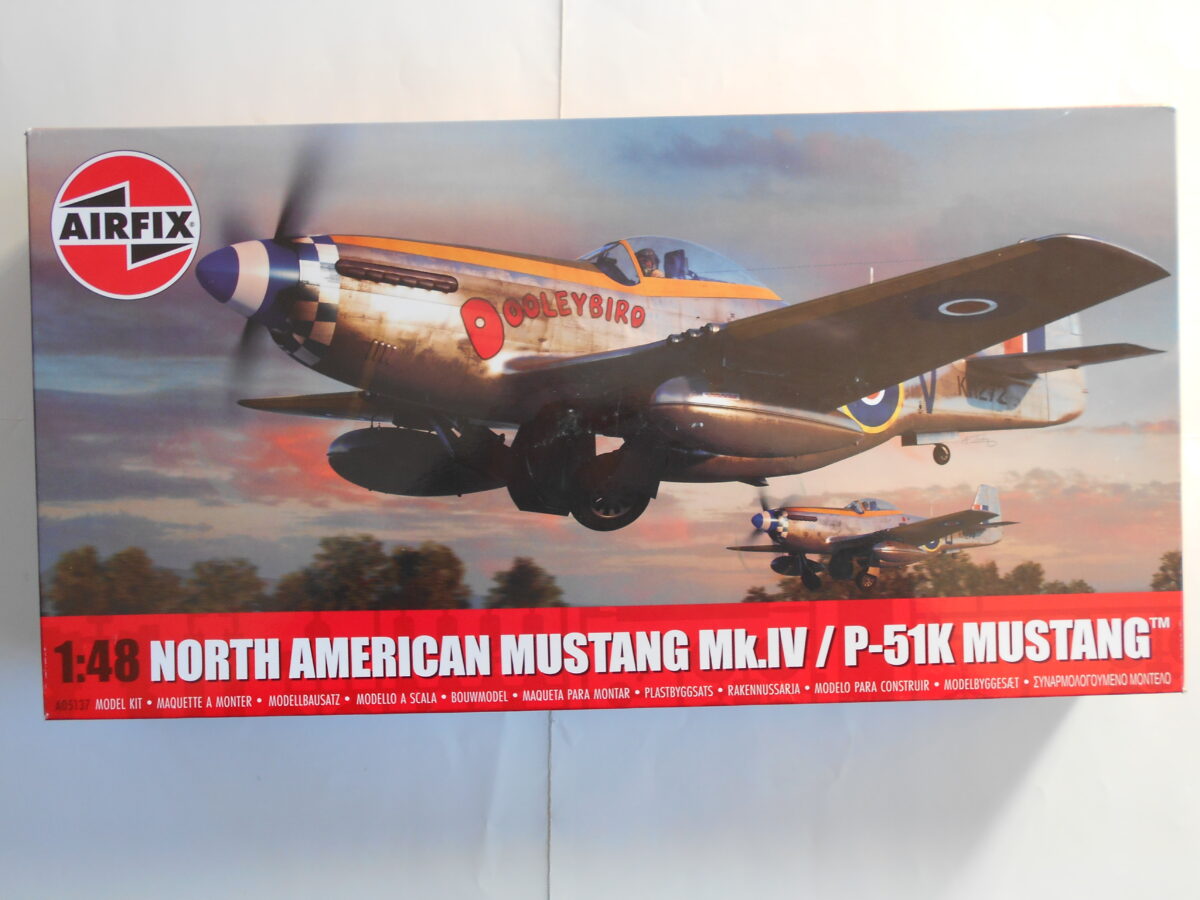 AIRFIX
DOOLEYBIRD
V
1:48 NORTH AMERICAN MUSTANG Mk.IV / P-51K MUSTANG™
A05137 MODEL KIT • MAQUETTE A MONTER • MODELLBAUSATZ • MODELLO A SCALA • BOUWMODEL • MAQUETA PARA MONTAR • PLASTBYGGSATS • RAKENNUSSARJA • MODELO PARA CONSTRUIR • MODELBYGGESÆT • ΣΥΝΑΡΜΟΛΟΓΟΥΜΕΝΟ ΜΟΝΤΕΛΟ